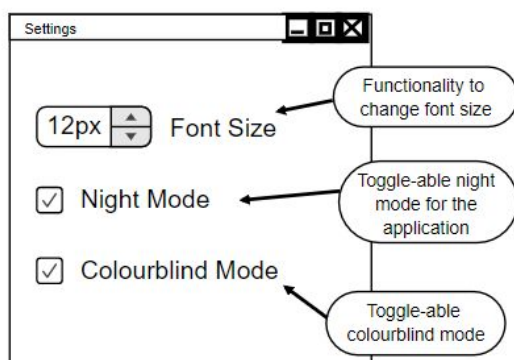 Settings
Functionality to
change font size
12px Font Size
Night Mode
Toggle-able night
mode for the
application
Colourblind Mode
Toggle-able
colourblind mode